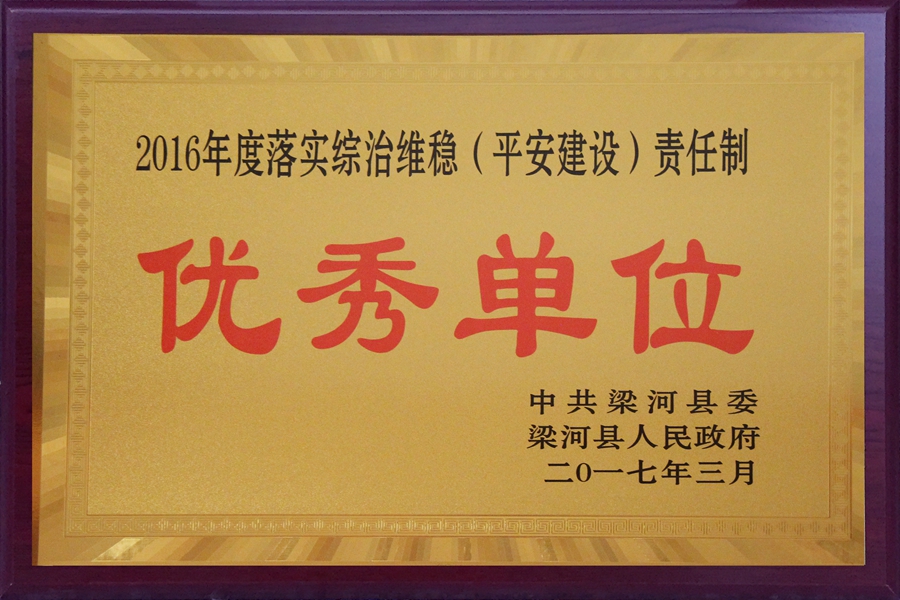 2016年度落实综治维稳（平安建设）责任制
优秀单位
中共梁河县委
梁河县人民政府
二0一七年三月